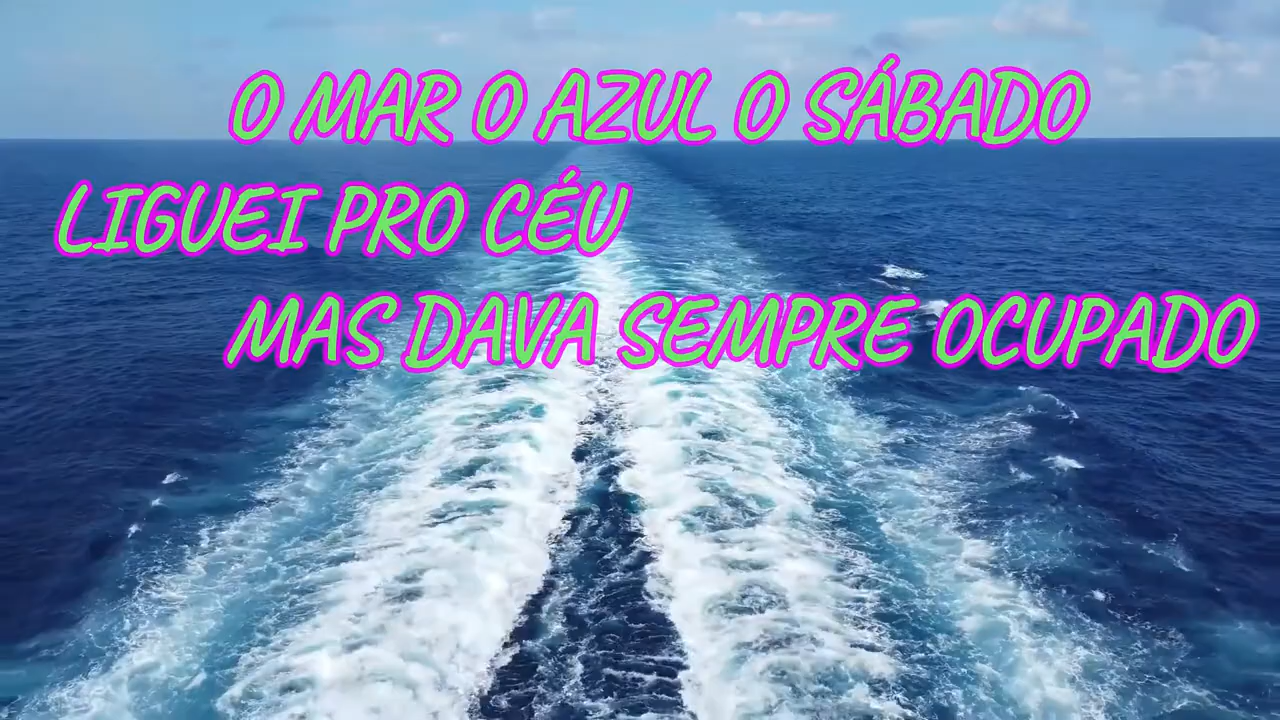 O MAR O AZUL O SÁBADO
LIGUEI PRO CÉU
MAS DAVA SEMPRE OCUPADO